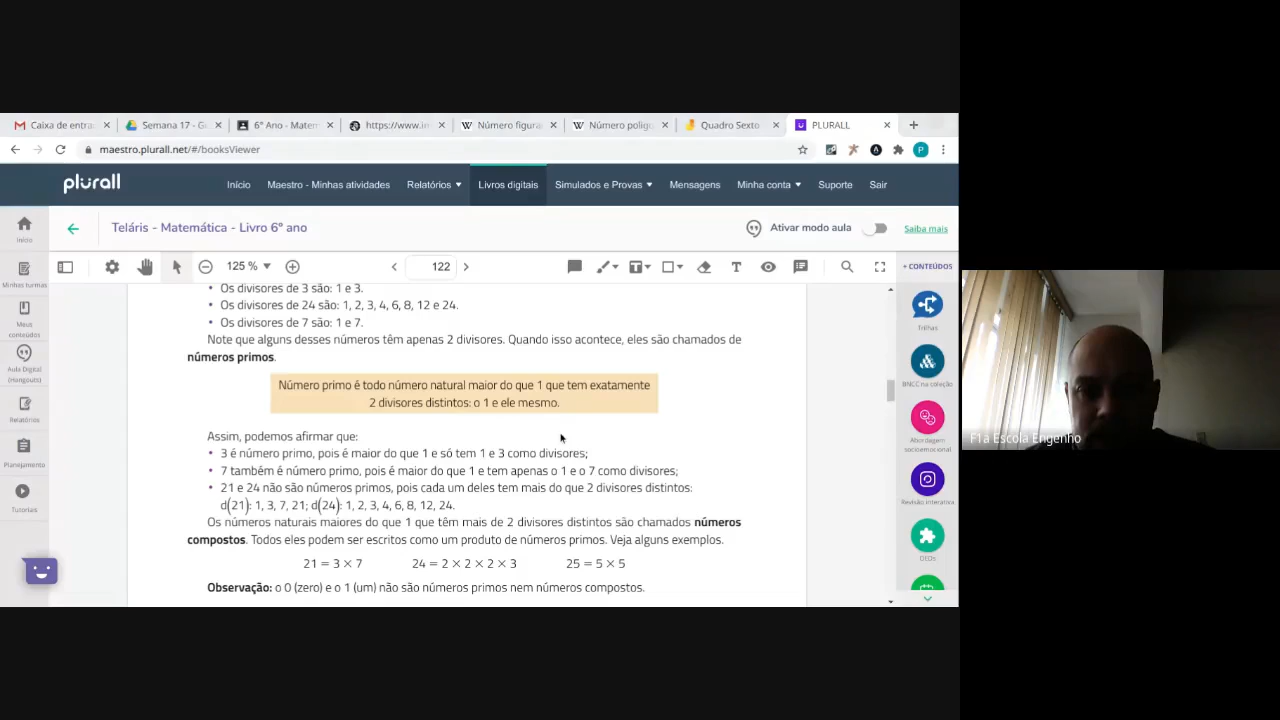 Caixa de entra
Semana 17 - G
6º Ano - Matem
https://www.in
Número figura
Número políg
Quadro Sexto
PLURALL
maestro.plurall.net/#/booksViewer
plurall
Início
Maestro - Minhas atividades
Relatórios
Livros digitais
Simulados e Provas
Mensagens
Minha conta
Suporte
Sair
Teláris - Matemática - Livro 6º ano
Ativar modo aula
Saiba mais
125 %
122
+ CONTEÚDOS
Início
Minhas turmas
Meus
conteúdos
Aula Digital
(Hangouts)
Relatórios
Planejamento
Tutoriais
• Os divisores de 3 são: 1 e 3.
• Os divisores de 24 são: 1, 2, 3, 4, 6, 8, 12 e 24.
• Os divisores de 7 são: 1 e 7.
Note que alguns desses números têm apenas 2 divisores. Quando isso acontece, eles são chamados de
números primos.
Número primo é todo número natural maior do que 1 que tem exatamente
2 divisores distintos: o 1 e ele mesmo.
Assim, podemos afirmar que:
• 3 é número primo, pois é maior do que 1 e só tem 1 e 3 como divisores;
• 7 também é número primo, pois é maior do que 1 e tem apenas o 1 e o 7 como divisores;
• 21 e 24 não são números primos, pois cada um deles tem mais do que 2 divisores distintos:
d(21): 1, 3, 7, 21; d(24): 1, 2, 3, 4, 6, 8, 12, 24.
Os números naturais maiores do que 1 que têm mais de 2 divisores distintos são chamados números
compostos. Todos eles podem ser escritos como um produto de números primos. Veja alguns exemplos.
21 = 3 × 7 24 = 2 × 2 × 2 × 3 25 = 5 × 5
Observação: o 0 (zero) e o 1 (um) não são números primos nem números compostos.
Trilhas
BNCC na coleção
Abordagem
socioemocional
Revisão interativa
OEDs
F1a Escola Engenho